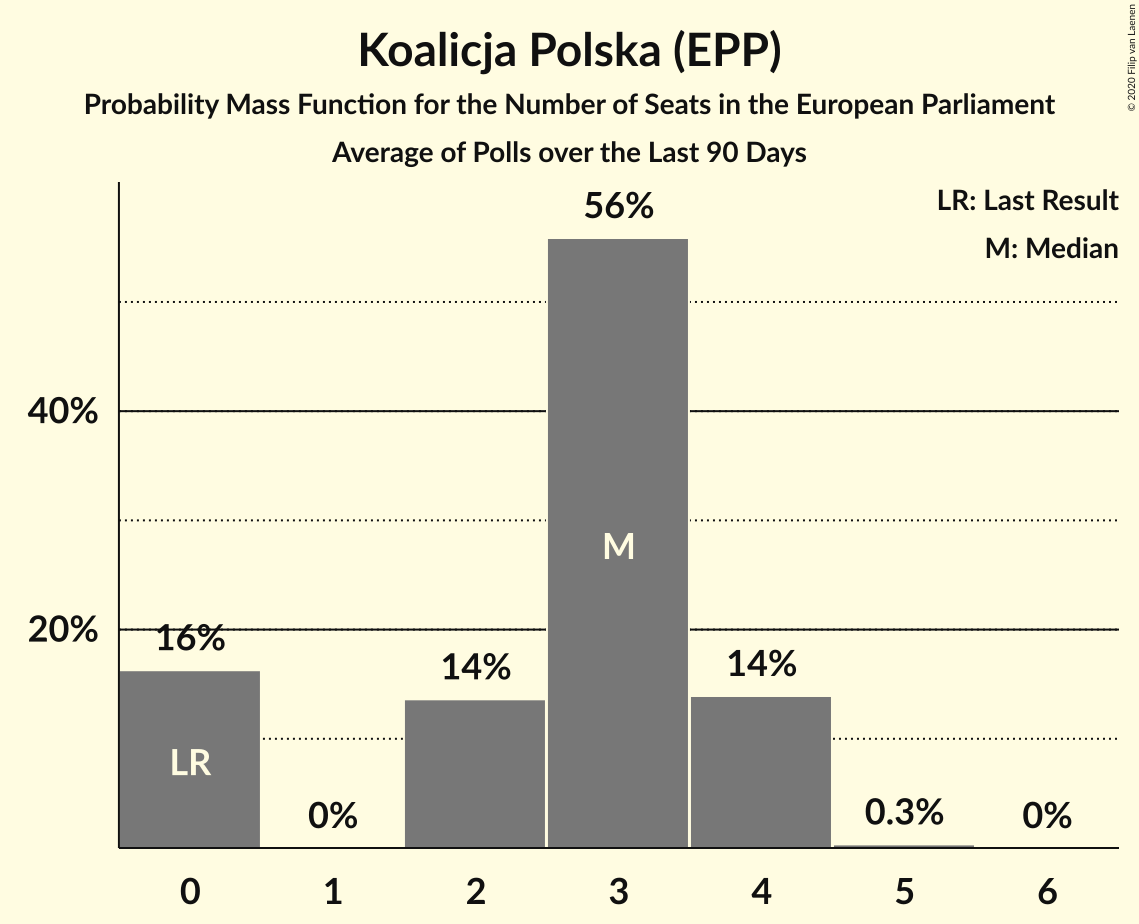 Koalicja Polska (EPP)
Probability Mass Function for the Number of Seats in the European Parliament
Average of Polls over the Last 90 Days
© 2020 Filip van Laenen
LR: Last Result
M: Median
56%
40%
M
20%
16%
14%
14%
LR
0%
0.3%
0%
0 1 2 3 4 5 6